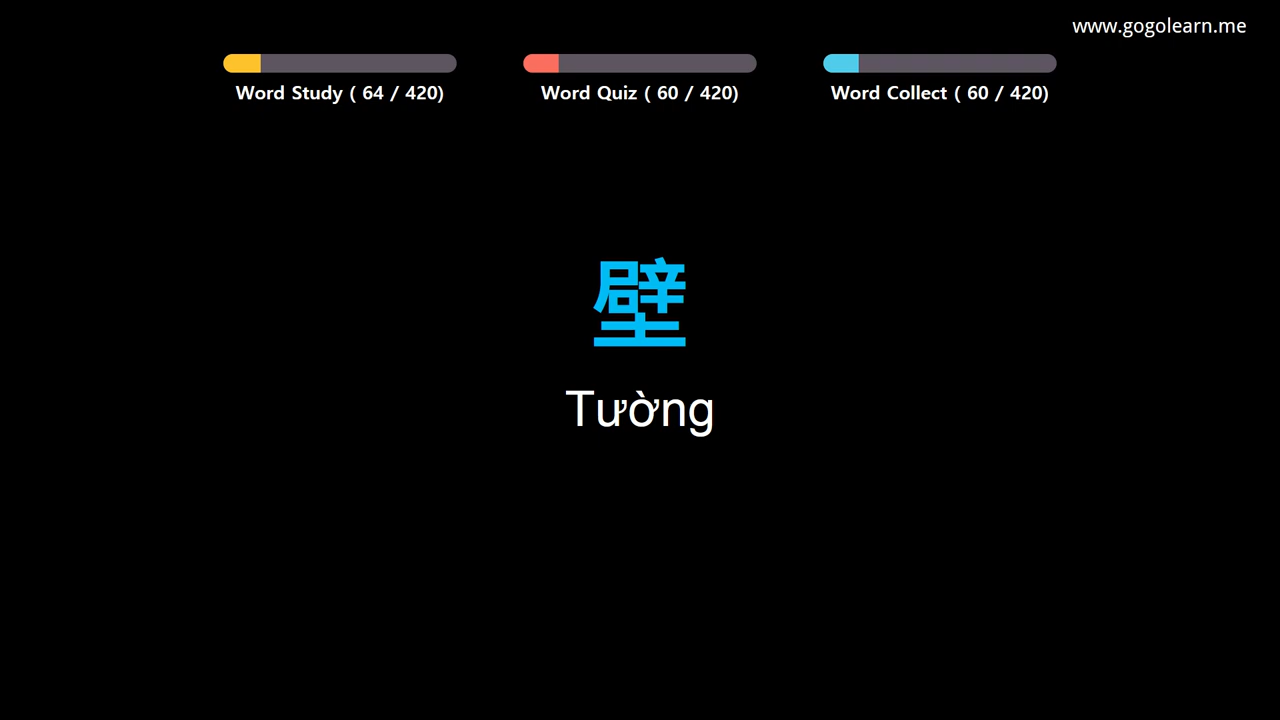 www.gogolearn.me
Word Study ( 64 / 420)
Word Quiz ( 60 / 420)
Word Collect ( 60 / 420)
壁
Tường